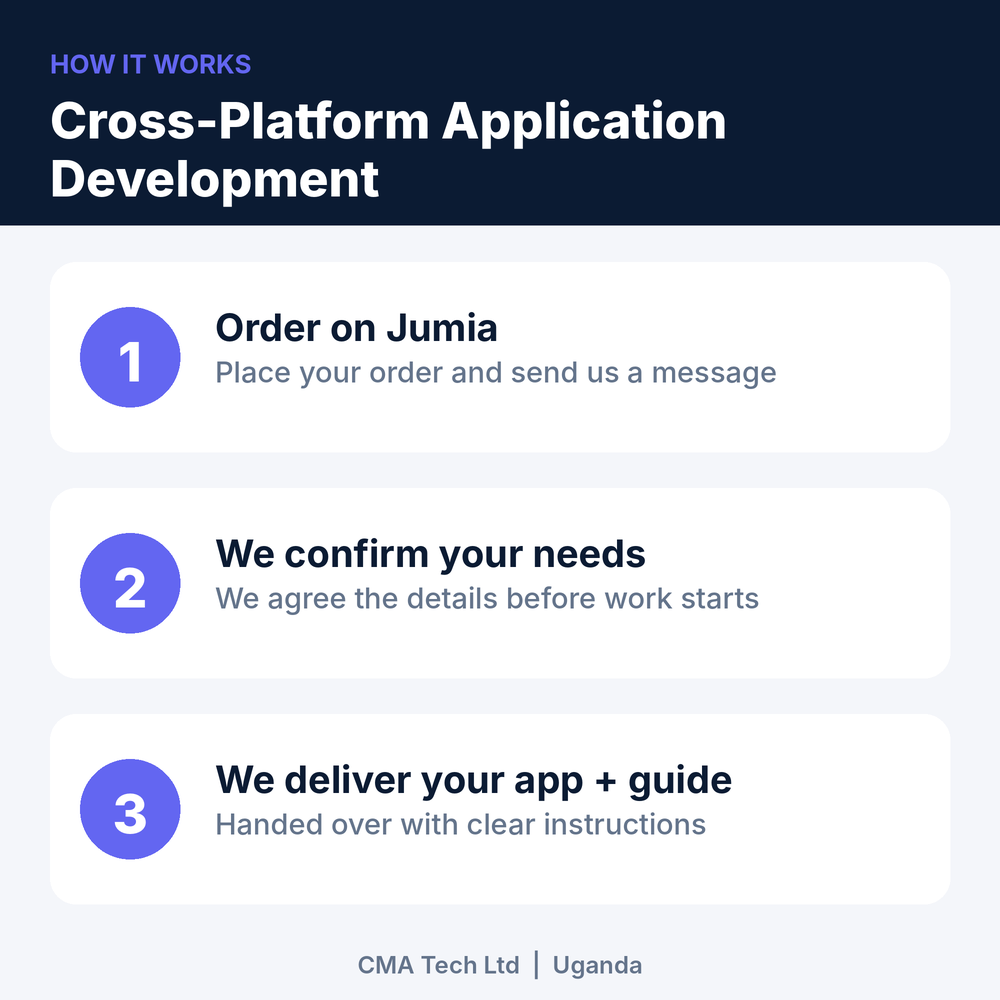 HOW IT WORKS
Cross-Platform Application
Development
1
Order on Jumia
Place your order and send us a message
2
We confirm your needs
We agree the details before work starts
3
We deliver your app + guide
Handed over with clear instructions
CMA Tech Ltd | Uganda